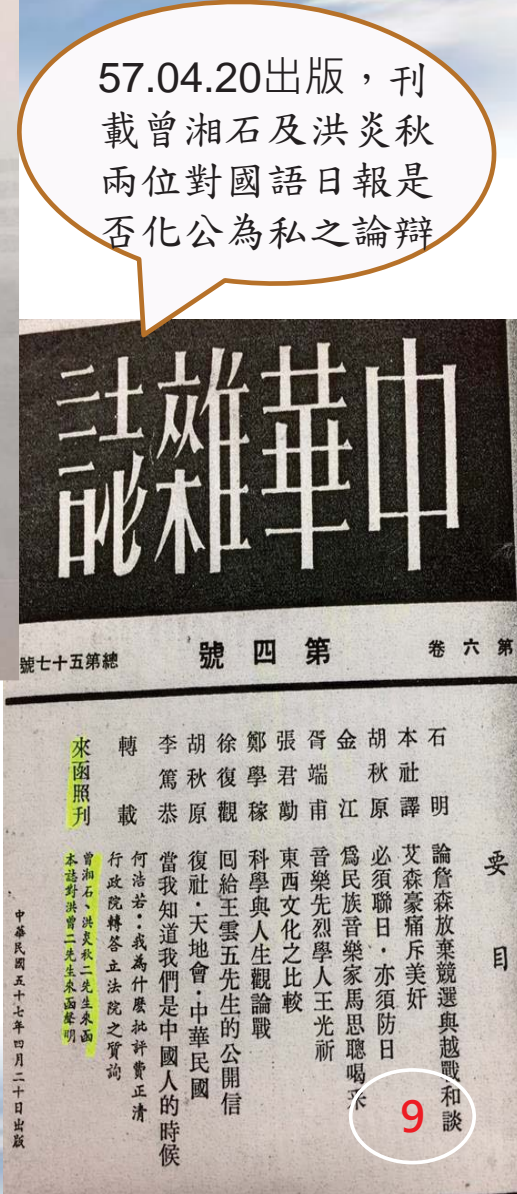 57.04.20出版，刊
載曾湘石及洪炎秋
兩位對國語日報是
否化公為私之論辯
中華雜誌
第六卷
第四號
總第五十七號
要目
石明　論詹森放棄競選與越戰和談
本社譯　艾森豪痛斥美奸
胡秋原　必須聯日・亦須防日
金江　為民族音樂家馬思聰喝采
胥端甫　音樂先烈學人王光祈
張君勱　東西文化之比較
鄭學稼　科學與人生觀論戰
徐復觀　回給王雲五先生的公開信
胡秋原　復社・天地會・中華民國
李篤恭　當我知道我們是中國人的時候
轉載　何浩若：我為什麼批評費正清
行政院轉答立法院之質詢
來函照刊　曾湘石、洪炎秋二先生來函
本誌對洪曾二先生來函聲明
中華民國五十七年四月二十日出版
9